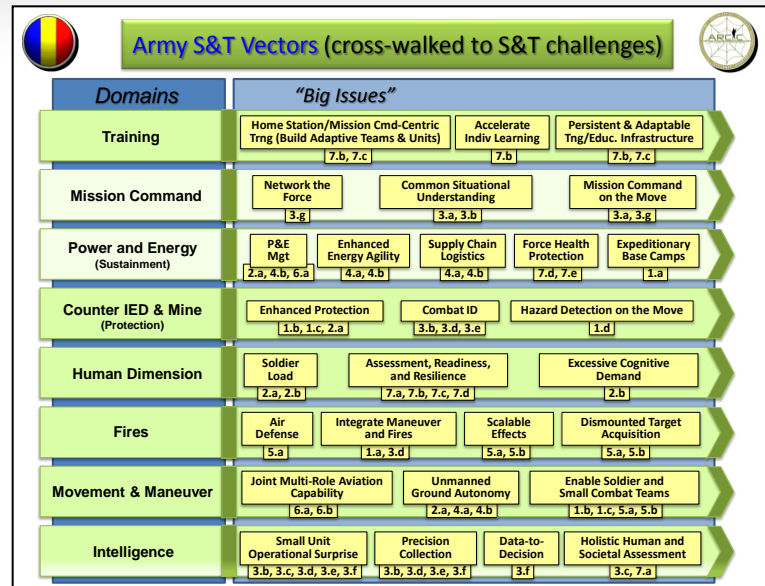 Army S&T Vectors (cross-walked to S&T challenges)
ARCIC
Domains
"Big Issues"
Training
Home Station/Mission Cmd-Centric
Trng (Build Adaptive Teams & Units)
7.b, 7.c
Accelerate
Indiv Learning
7.b
Persistent & Adaptable
Tng/Educ. Infrastructure
7.b, 7.c
Mission Command
Network the
Force
3.g
Common Situational
Understanding
3.a, 3.b
Mission Command
on the Move
3.a, 3.g
Power and Energy
(Sustainment)
P&E
Mgt
2.a, 4.b, 6.a
Enhanced
Energy Agility
4.a, 4.b
Supply Chain
Logistics
4.a, 4.b
Force Health
Protection
7.d, 7.e
Expeditionary
Base Camps
1.a
Counter IED & Mine
(Protection)
Enhanced Protection
1.b, 1.c, 2.a
Combat ID
3.b, 3.d, 3.e
Hazard Detection on the Move
1.d
Human Dimension
Soldier
Load
2.a, 2.b
Assessment, Readiness,
and Resilience
7.a, 7.b, 7.c, 7.d
Excessive Cognitive
Demand
2.b
Fires
Air
Defense
5.a
Integrate Maneuver
and Fires
1.a, 3.d
Scalable
Effects
5.a, 5.b
Dismounted Target
Acquisition
5.a, 5.b
Movement & Maneuver
Joint Multi-Role Aviation
Capability
6.a, 6.b
Unmanned
Ground Autonomy
2.a, 4.a, 4.b
Enable Soldier and
Small Combat Teams
1.b, 1.c, 5.a, 5.b
Intelligence
Small Unit
Operational Surprise
3.b, 3.c, 3.d, 3.e, 3.f
Precision
Collection
3.b, 3.d, 3.e, 3.f
Data-to-
Decision
3.f
Holistic Human and
Societal Assessment
3.c, 7.a